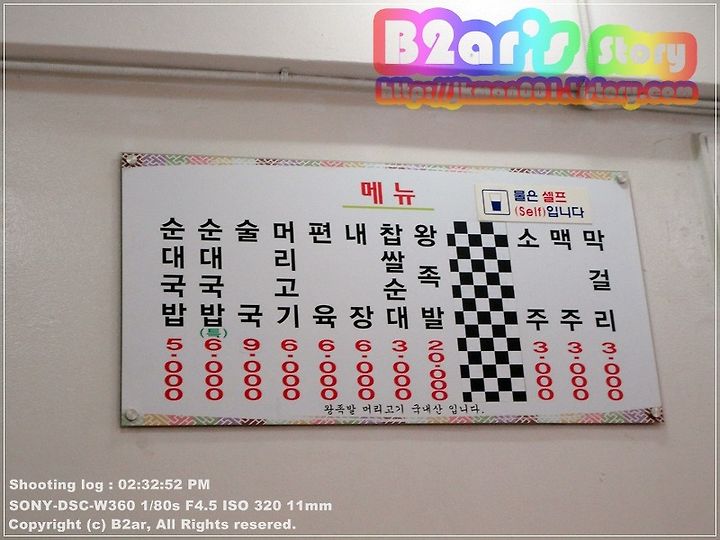 B2ar's Story
메뉴
물은 셀프
(Self)입니다
순대국밥 5.000
순대국밥(특) 6.000
술국 9.000
머리고기 6.000
편육 6.000
내장 6.000
찹쌀순대 3.000
왕족발 20.000
소주 3.000
맥주 3.000
막걸리 3.000
왕족발 머리고기 국내산 입니다.
Shooting log : 02:32:52 PM
SONY-DSC-W360 1/80s F4.5 ISO 320 11mm
Copyright (c) B2ar, All Rights resered.